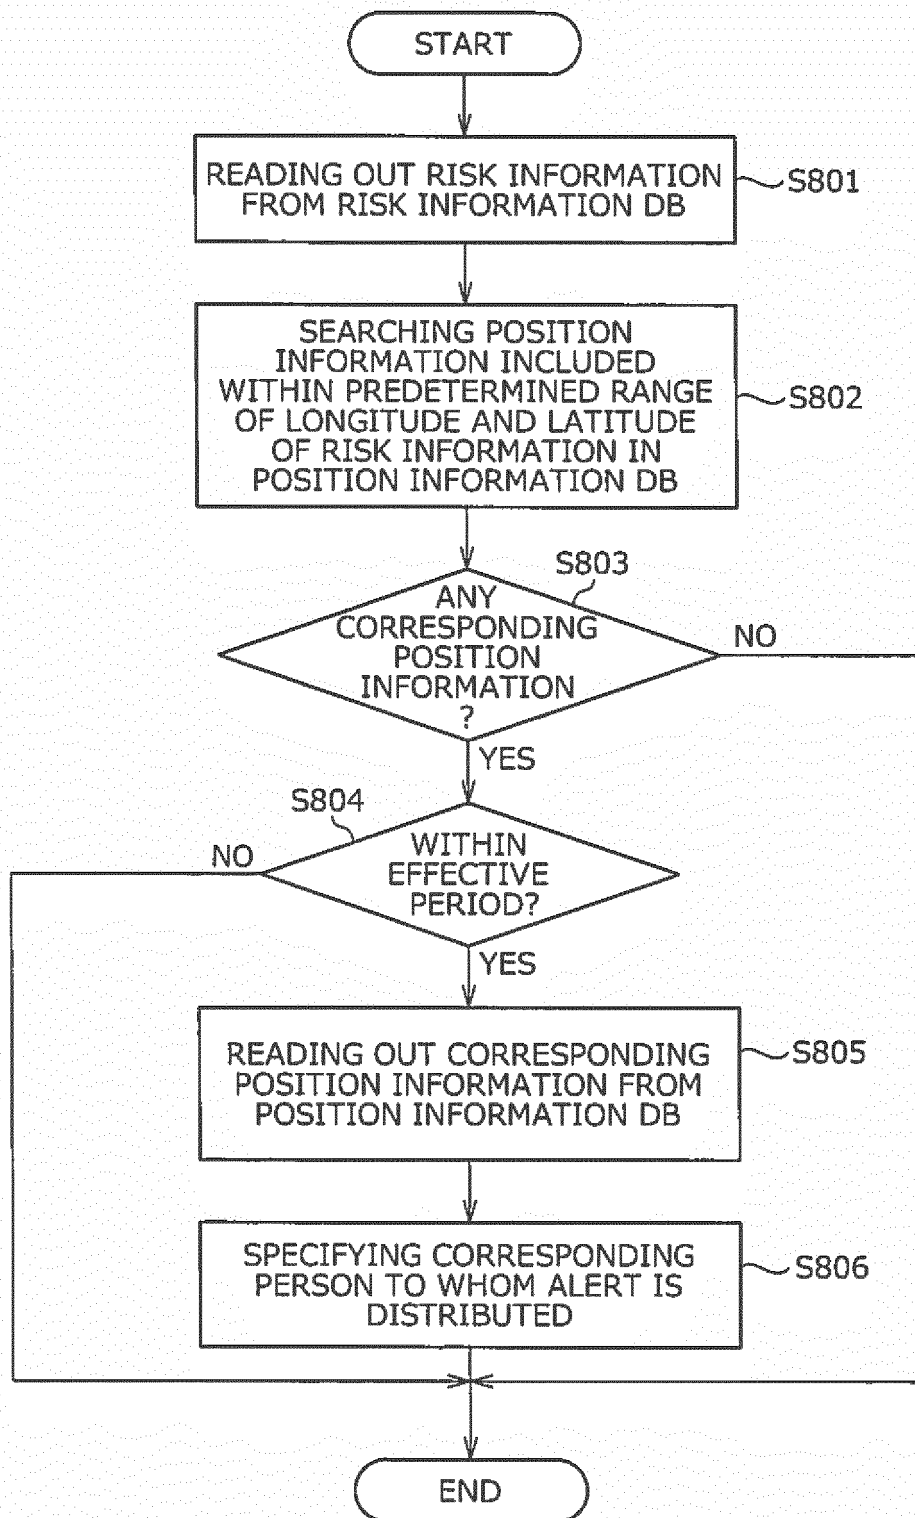 START
READING OUT RISK INFORMATION
FROM RISK INFORMATION DB
S801
SEARCHING POSITION
INFORMATION INCLUDED
WITHIN PREDETERMINED RANGE
OF LONGITUDE AND LATITUDE
OF RISK INFORMATION IN
POSITION INFORMATION DB
S802
S803
ANY
CORRESPONDING
POSITION
INFORMATION
?
NO
YES
S804
WITHIN
EFFECTIVE
PERIOD?
NO
YES
READING OUT CORRESPONDING
POSITION INFORMATION FROM
POSITION INFORMATION DB
S805
SPECIFYING CORRESPONDING
PERSON TO WHOM ALERT IS
DISTRIBUTED
S806
END